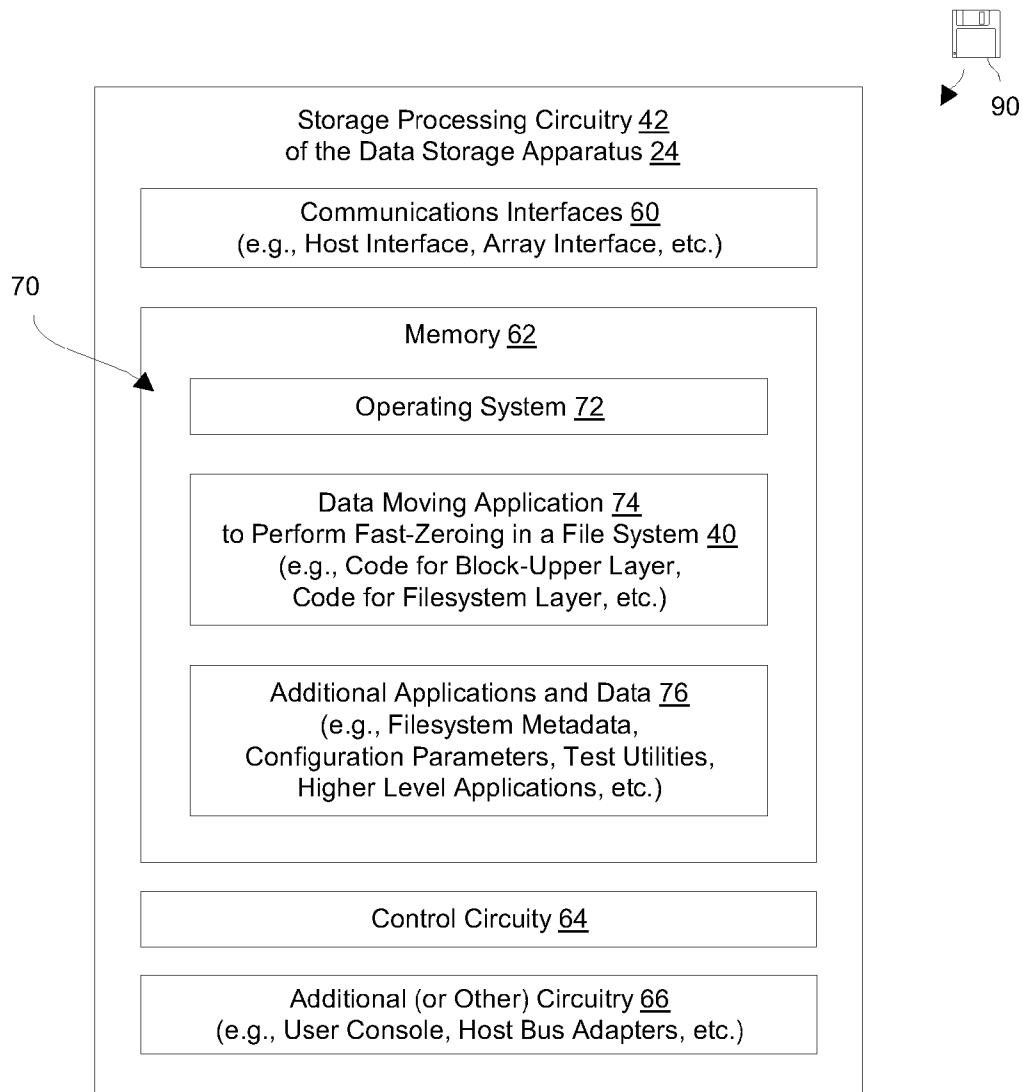 90
Storage Processing Circuitry 42
of the Data Storage Apparatus 24
Communications Interfaces 60
(e.g., Host Interface, Array Interface, etc.)
70
Memory 62
Operating System 72
Data Moving Application 74
to Perform Fast-Zeroing in a File System 40
(e.g., Code for Block-Upper Layer,
Code for Filesystem Layer, etc.)
Additional Applications and Data 76
(e.g., Filesystem Metadata,
Configuration Parameters, Test Utilities,
Higher Level Applications, etc.)
Control Circuity 64
Additional (or Other) Circuitry 66
(e.g., User Console, Host Bus Adapters, etc.)